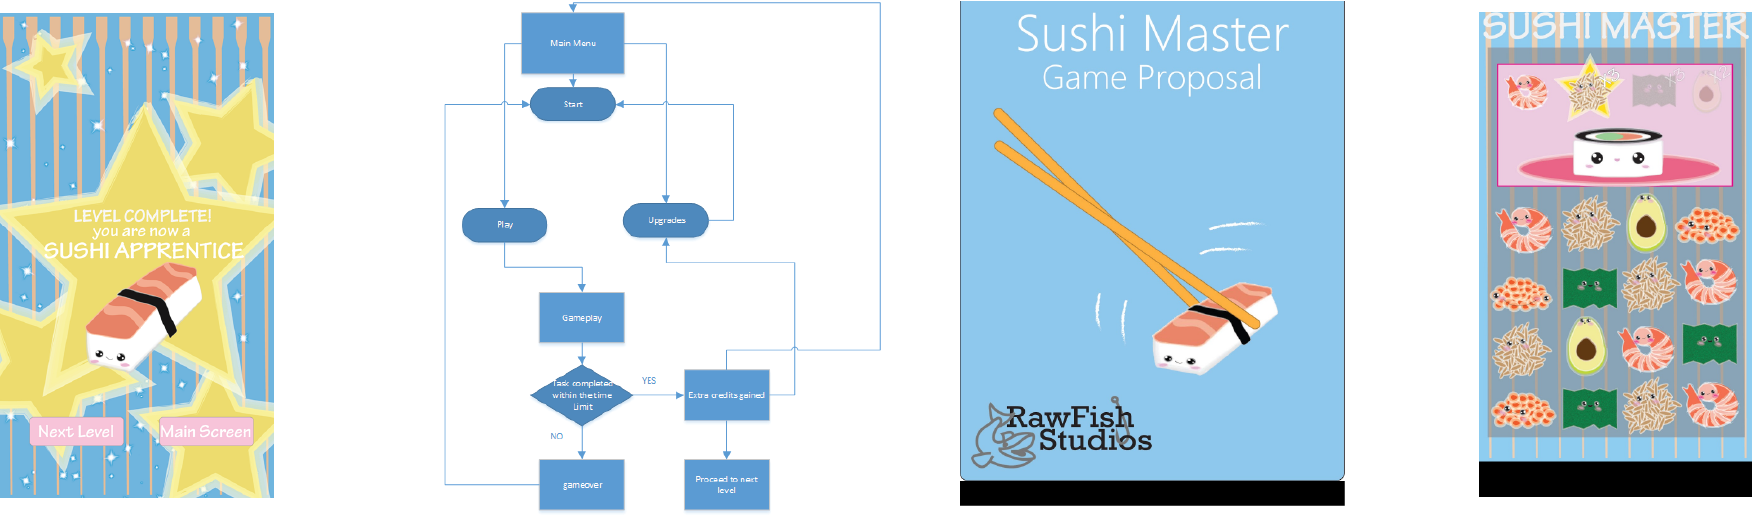 LEVEL COMPLETE!
you are now a
SUSHI APPRENTICE
Next Level
Main Screen
Main Menu
Start
Play
Upgrades
Gameplay
Task completed
within the time
Limit
YES
Extra credits gained
NO
gameover
Proceed to next
level
Sushi Master
Game Proposal
RawFish
Studios
SUSHI MASTER